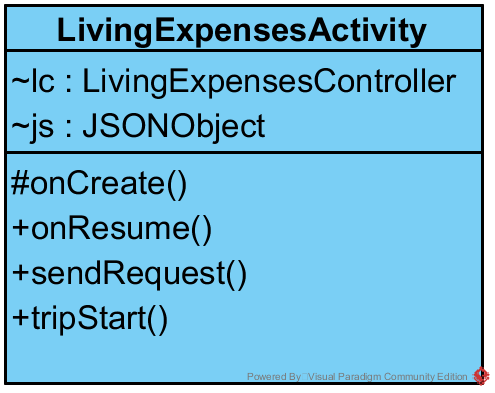 LivingExpensesActivity
~lc : LivingExpensesController
~js : JSONObject
#onCreate()
+onResume()
+sendRequest()
+tripStart()
Powered By Visual Paradigm Community Edition